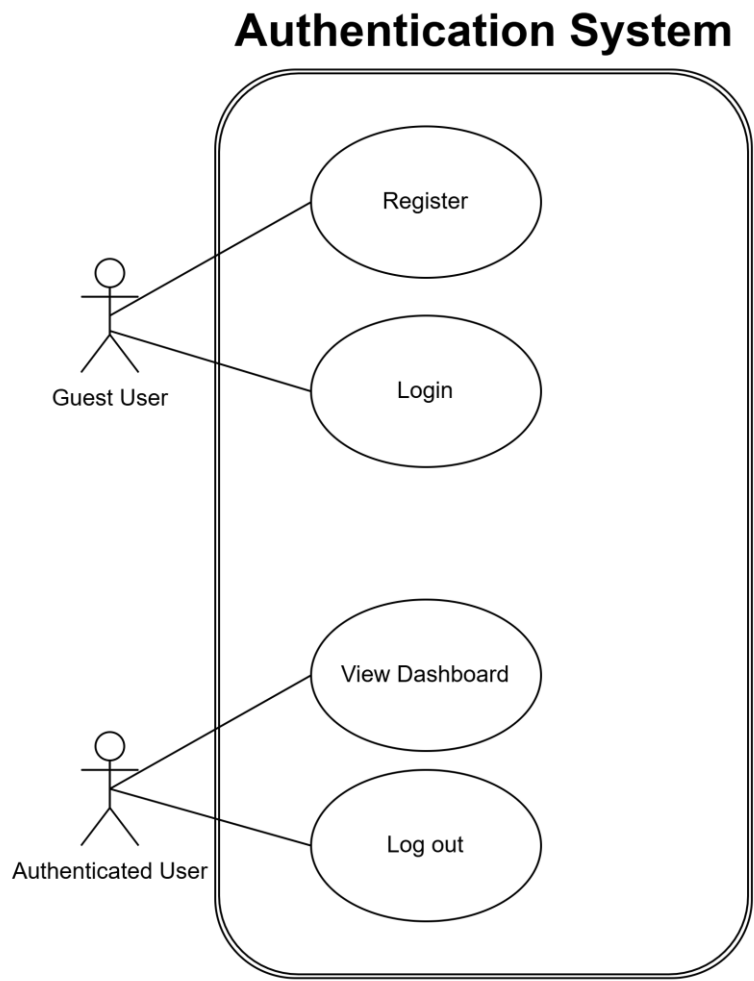 Authentication System
Register
Login
Guest User
View Dashboard
Log out
Authenticated User